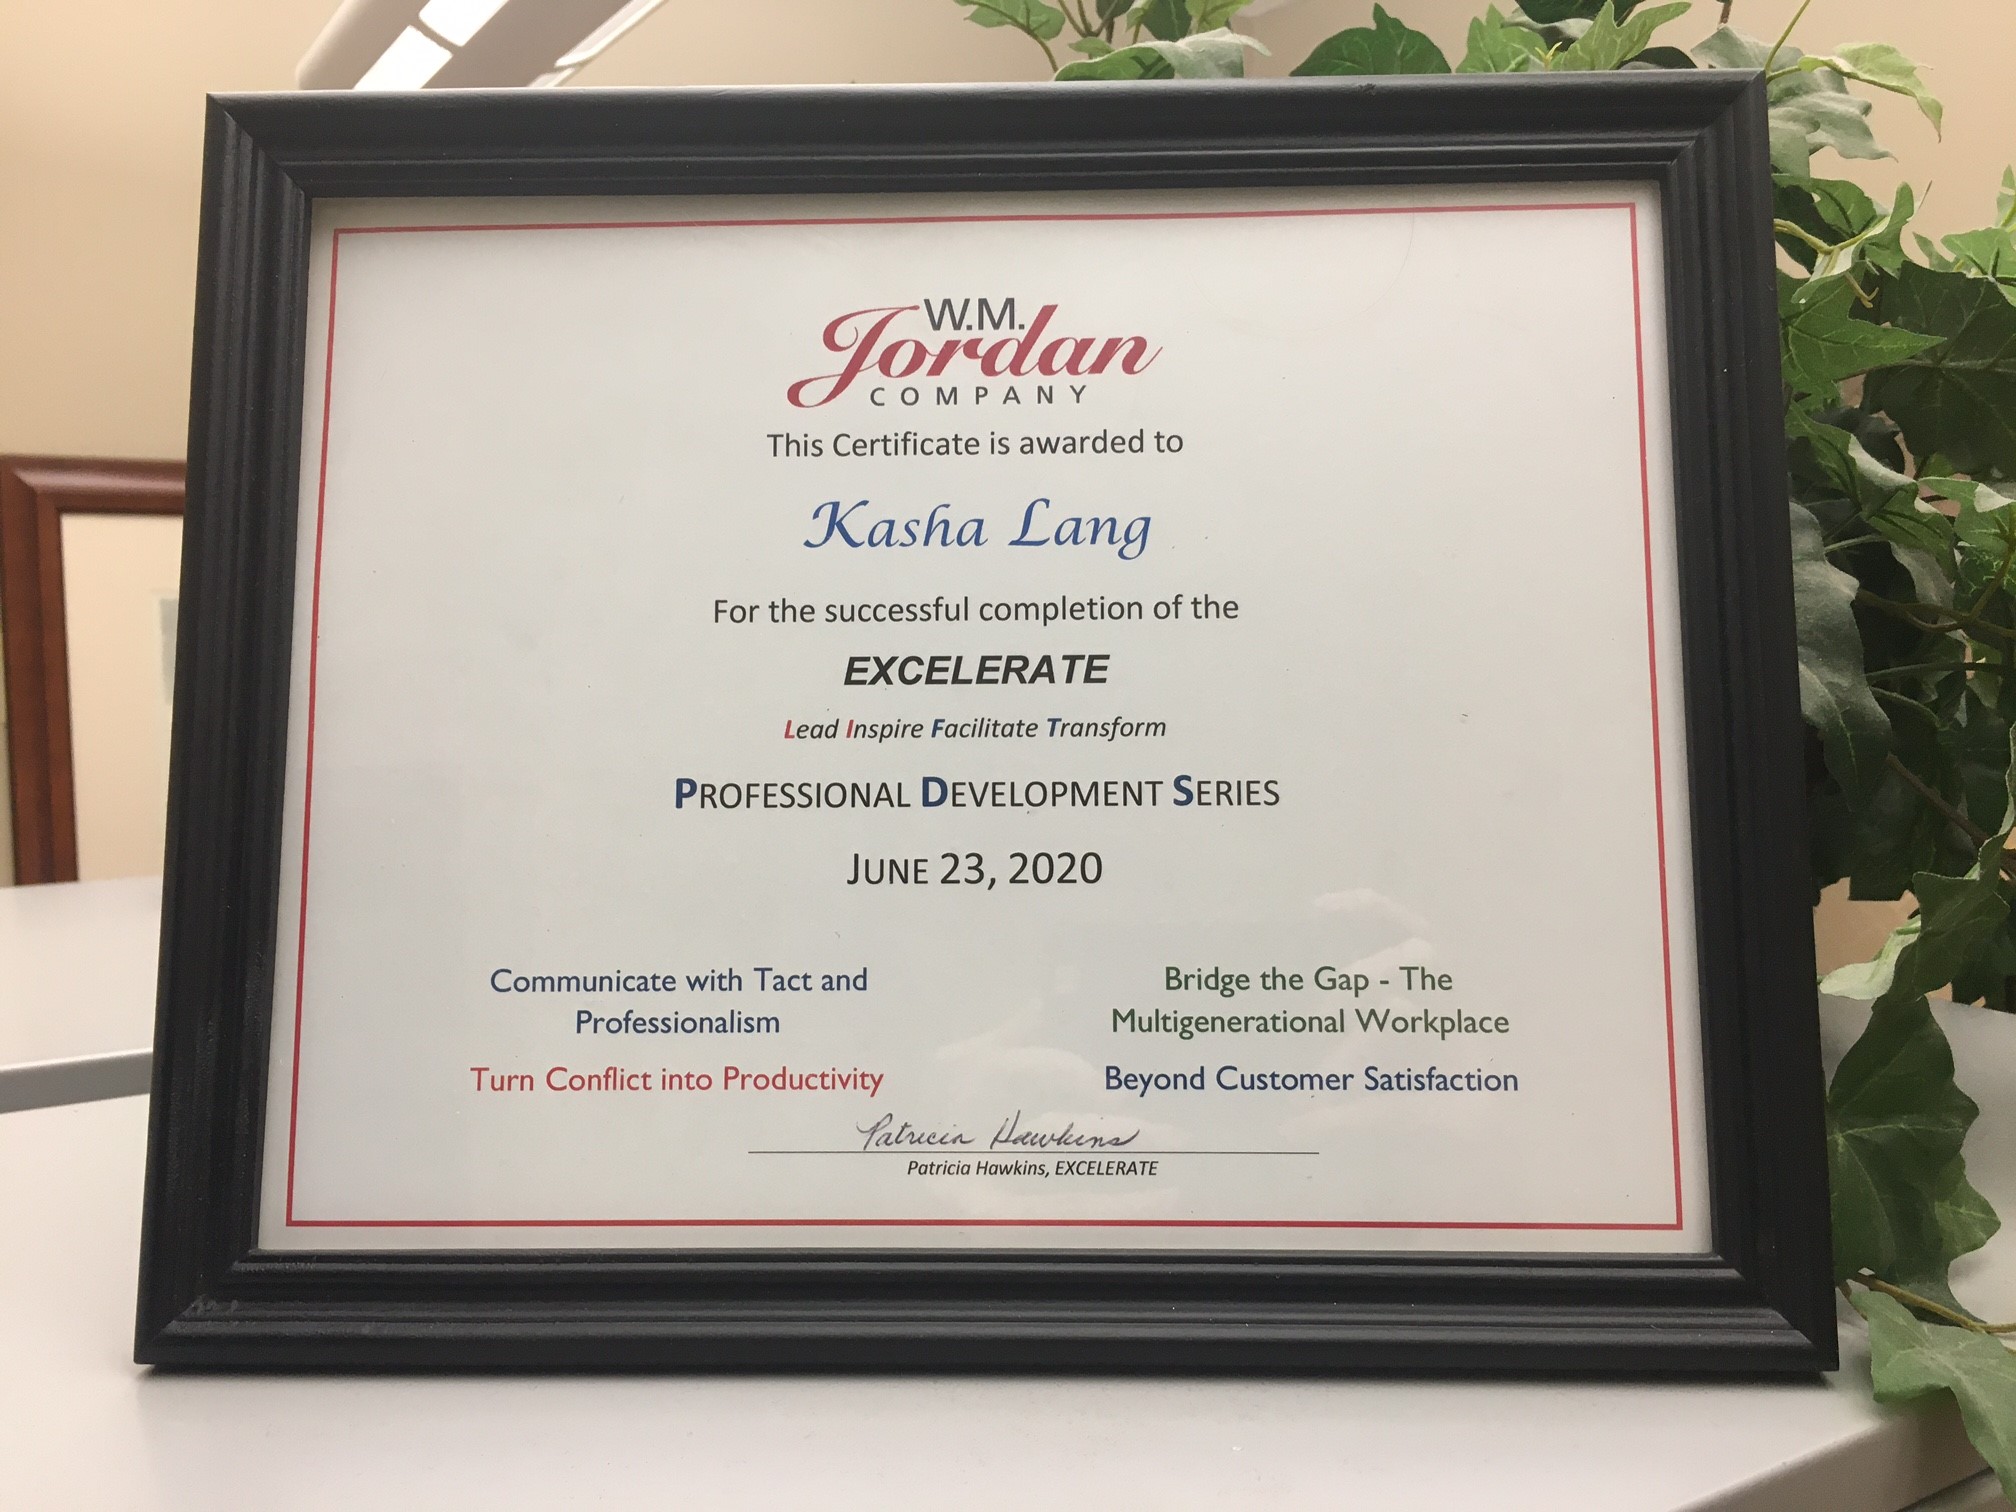 W.M.
Jordan
COMPANY
This Certificate is awarded to
Kasha Lang
For the successful completion of the
EXCELERATE
Lead Inspire Facilitate Transform
PROFESSIONAL DEVELOPMENT SERIES
JUNE 23, 2020
Communicate with Tact and
Professionalism
Turn Conflict into Productivity
Bridge the Gap - The
Multigenerational Workplace
Beyond Customer Satisfaction
Patricia Hawkins
Patricia Hawkins, EXCELERATE